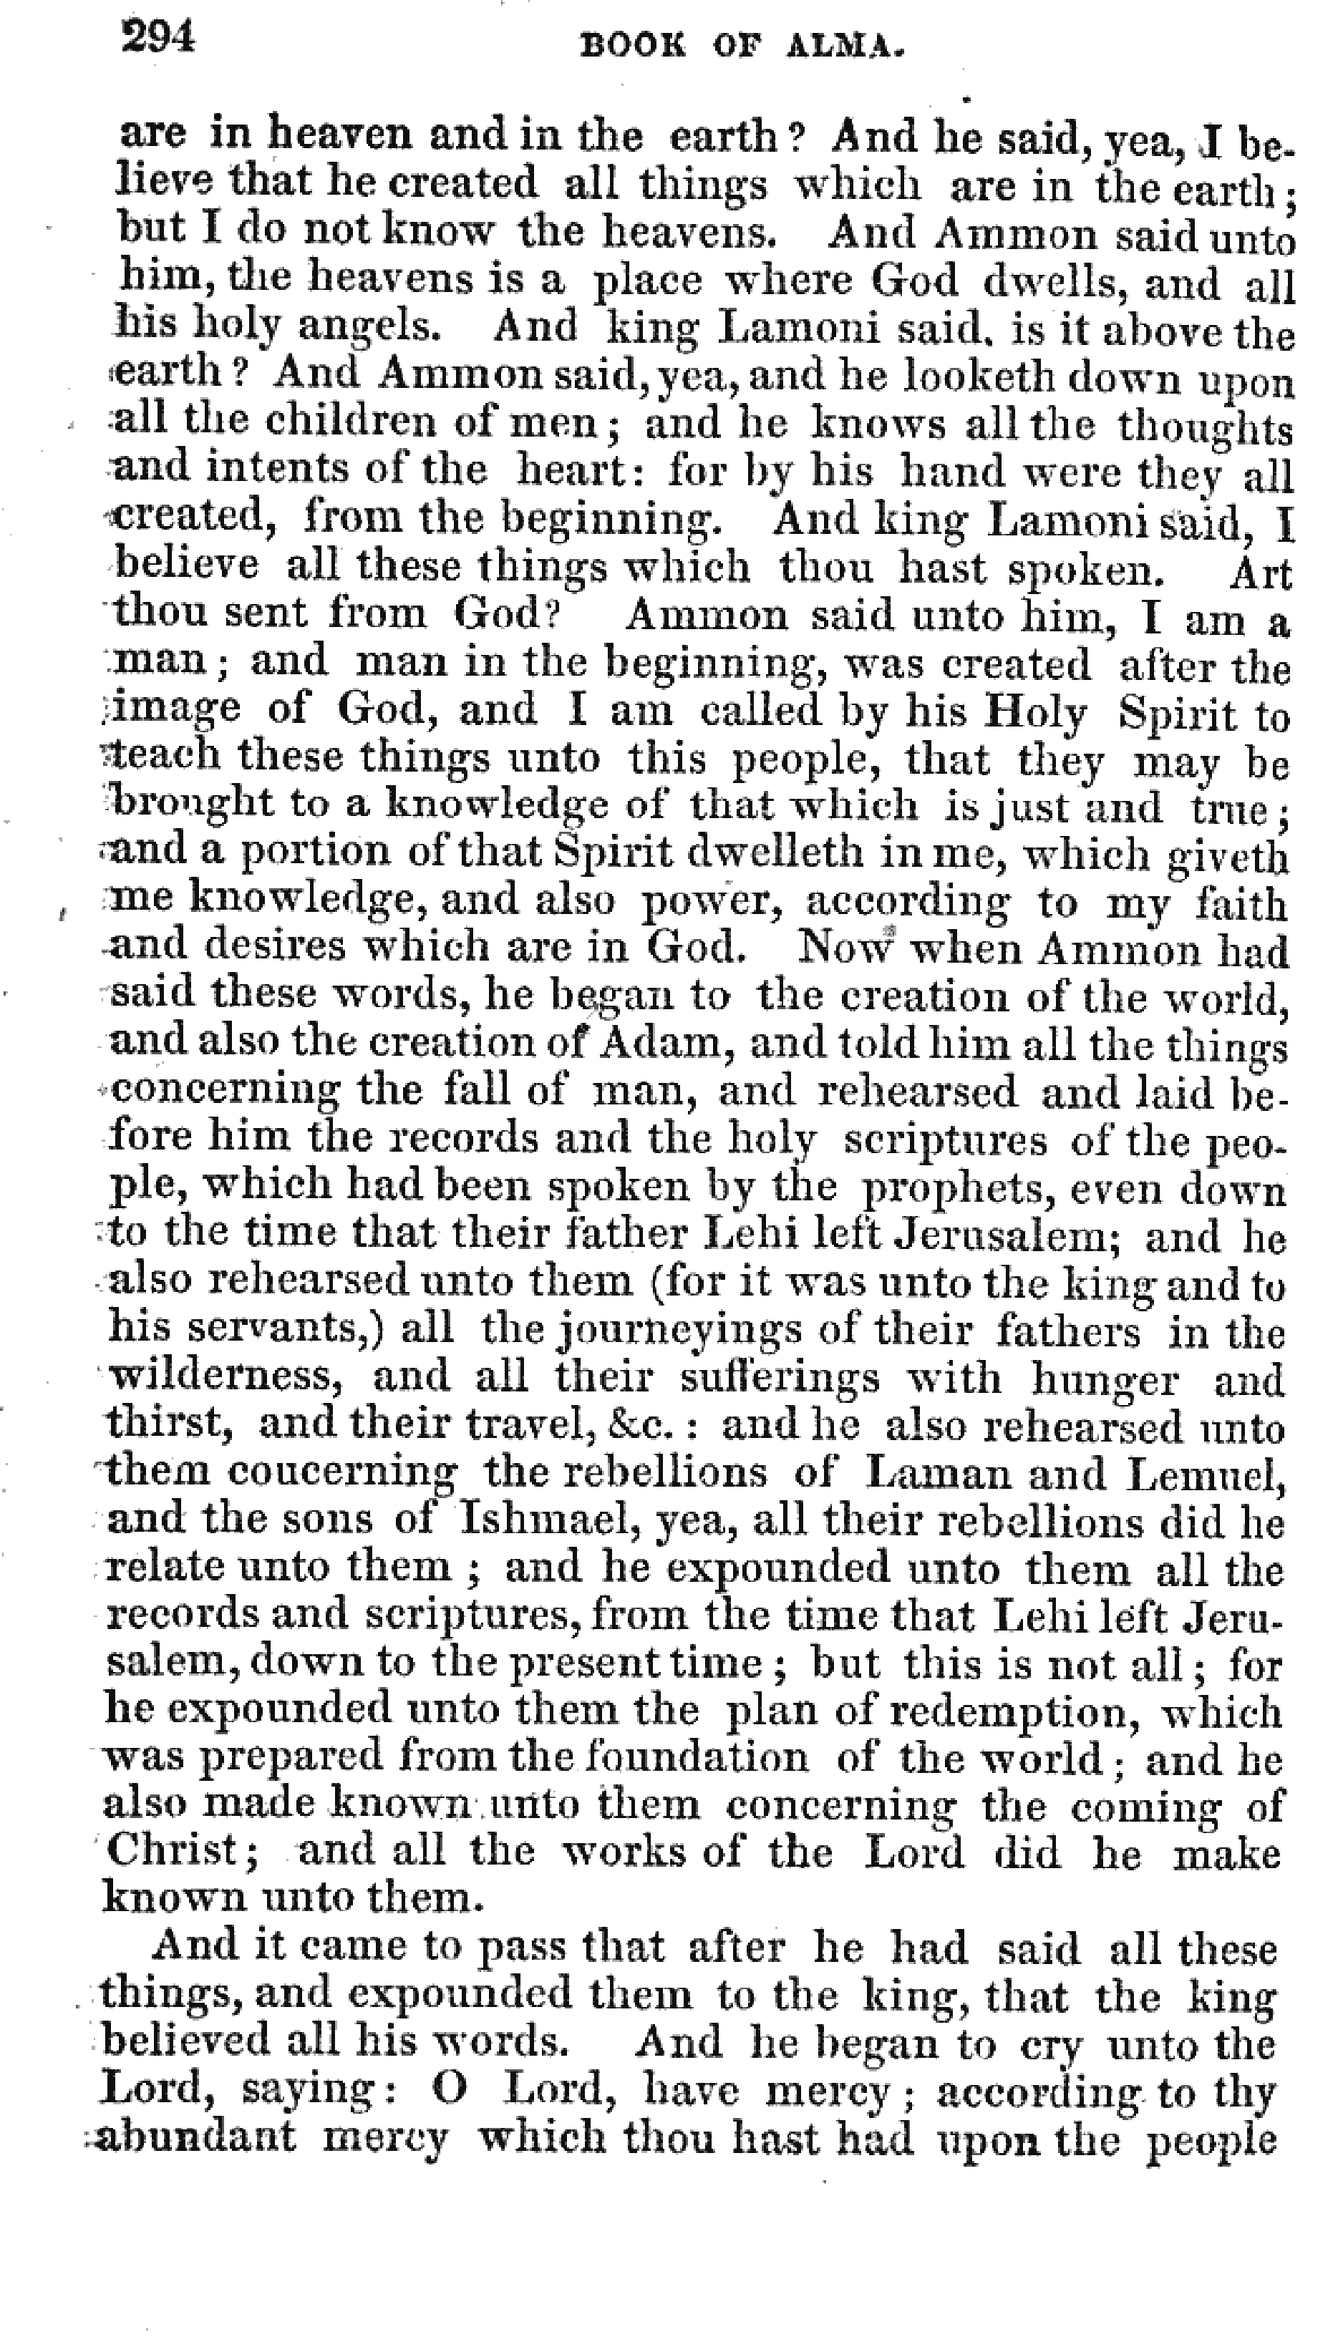 294 BOOK OF ALMA.
are in heaven and in the earth? And he said, yea, I be-
lieve that he created all things which are in the earth;
but I do not know the heavens. And Ammon said unto
him, the heavens is a place where God dwells, and all
his holy angels. And king Lamoni said. is it above the
earth? And Ammon said, yea, and he looketh down upon
all the children of men; and he knows all the thoughts
and intents of the heart: for by his hand were they all
created, from the beginning. And king Lamoni said, I
believe all these things which thou hast spoken. Art
thou sent from God? Ammon said unto him, I am a
man; and man in the beginning, was created after the
image of God, and I am called by his Holy Spirit to
teach these things unto this people, that they may be
brought to a knowledge of that which is just and true;
and a portion of that Spirit dwelleth in me, which giveth
me knowledge, and also power, according to my faith
and desires which are in God. Now when Ammon had
said these words, he began to the creation of the world,
and also the creation of Adam, and told him all the things
concerning the fall of man, and rehearsed and laid be-
fore him the records and the holy scriptures of the peo-
ple, which had been spoken by the prophets, even down
to the time that their father Lehi left Jerusalem; and he
also rehearsed unto them (for it was unto the king and to
his servants,) all the journeyings of their fathers in the
wilderness, and all their sufferings with hunger and
thirst, and their travel, &c. : and he also rehearsed unto
them coucerning the rebellions of Laman and Lemuel,
and the sons of Ishmael, yea, all their rebellions did he
relate unto them ; and he expounded unto them all the
records and scriptures, from the time that Lehi left Jeru-
salem, down to the present time ; but this is not all ; for
he expounded unto them the plan of redemption, which
was prepared from the foundation of the world ; and he
also made known unto them concerning the coming of
Christ; and all the works of the Lord did he make
known unto them.
And it came to pass that after he had said all these
things, and expounded them to the king, that the king
believed all his words. And he began to cry unto the
Lord, saying: O Lord, have mercy ; according to thy
abundant mercy which thou hast had upon the people